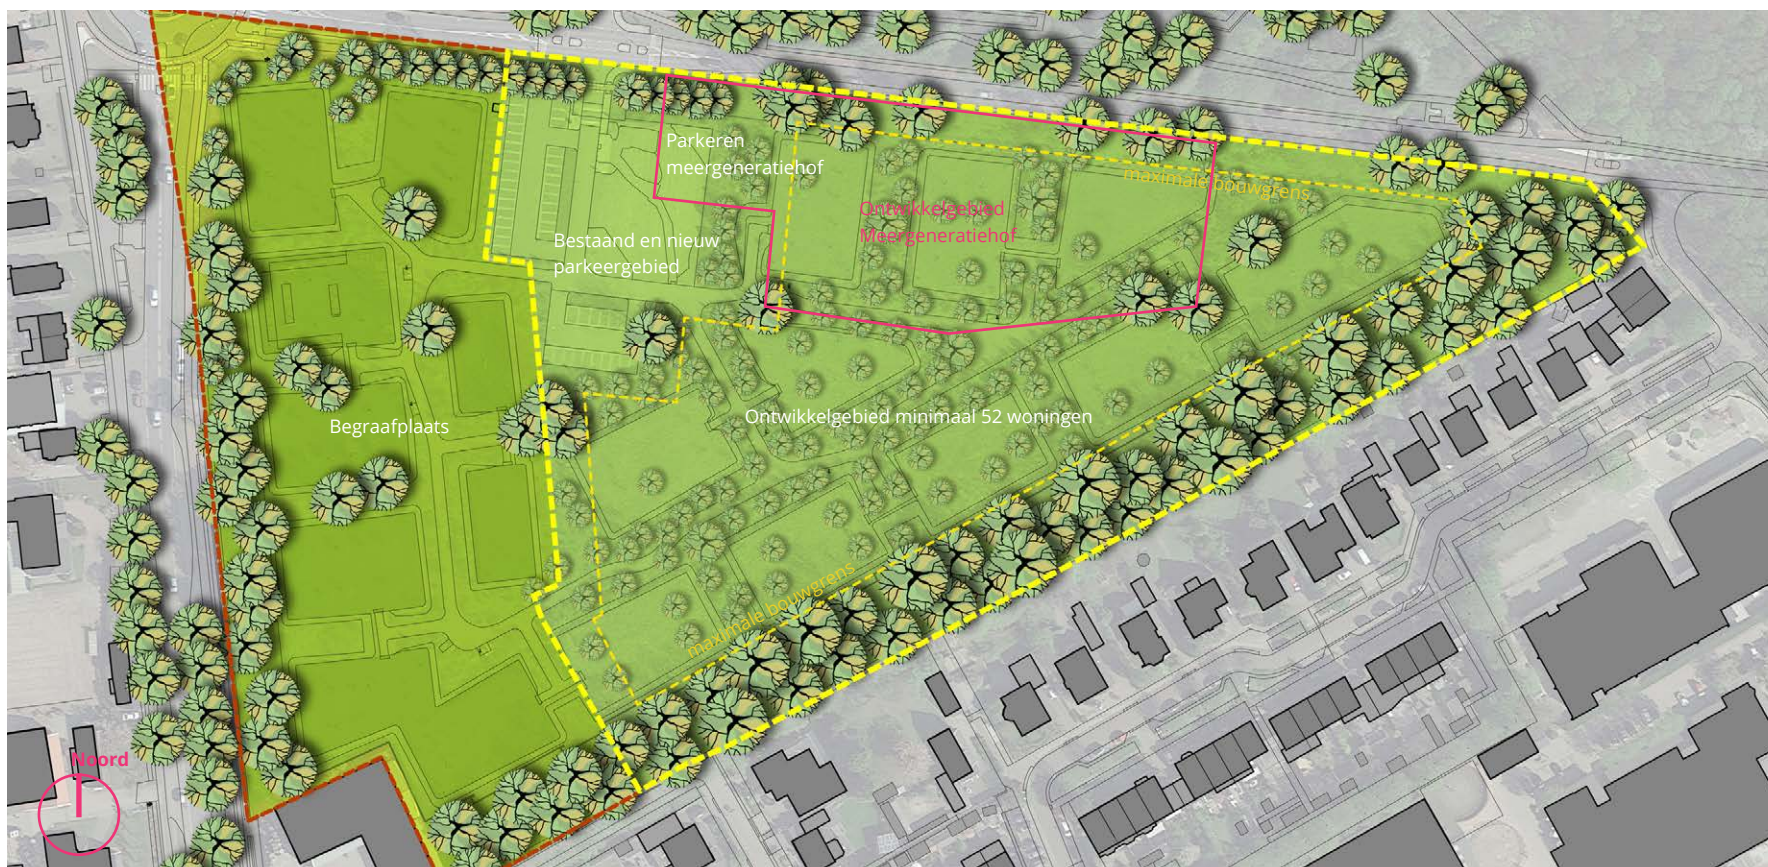 Parkeren
meergeneratiehof
maximale bouwgrens
Ontwikkelgebied
Meergeneratiehof
Bestaand en nieuw
parkeergebied
Begraafplaats
Ontwikkelgebied minimaal 52 woningen
maximale bouwgrens
Noord